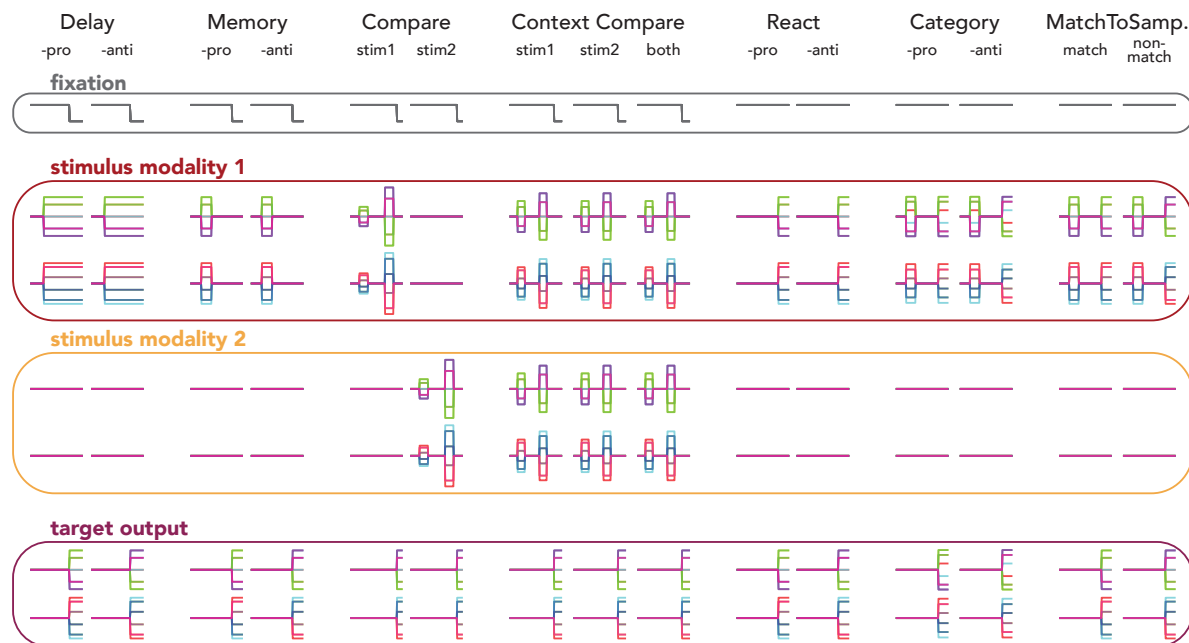 Delay Memory Compare Context Compare React Category MatchToSamp.
-pro -anti -pro -anti stim1 stim2 stim1 stim2 both -pro -anti -pro -anti match non-match
fixation
stimulus modality 1
stimulus modality 2
target output